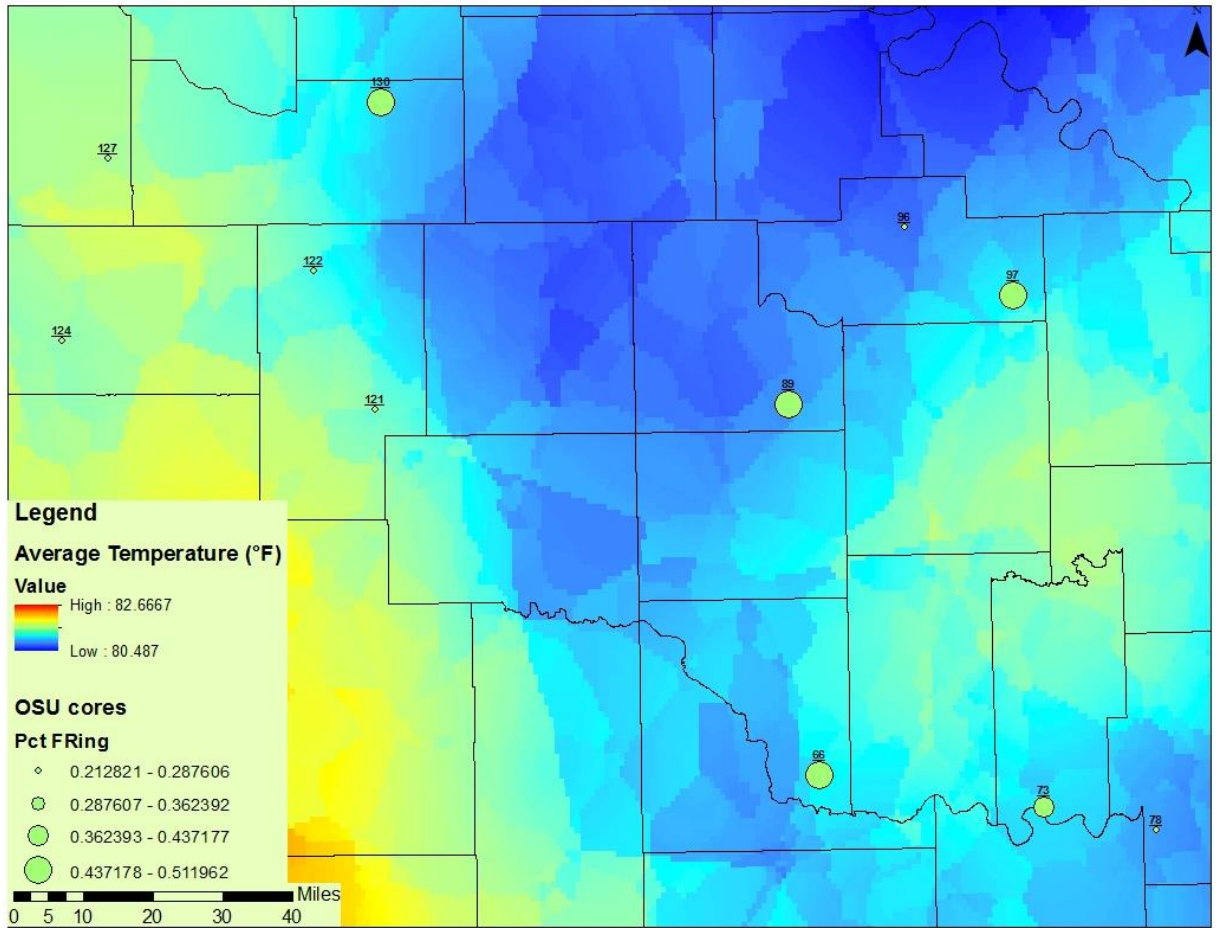 N
130
127
96
122
97
124
89
121
Legend
Average Temperature (°F)
Value
High : 82.6667
Low : 80.487
OSU cores
Pct FRing
0.212821 - 0.287606
0.287607 - 0.362392
0.362393 - 0.437177
0.437178 - 0.511962
Miles
0 5 10 20 30 40
66
73
78